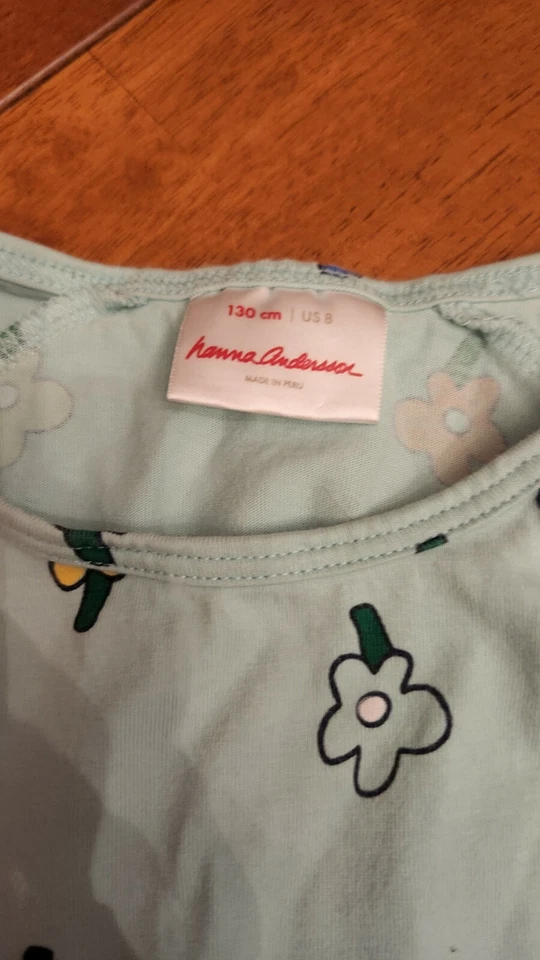 130 cm | US 8
hanna andersson
MADE IN PERU